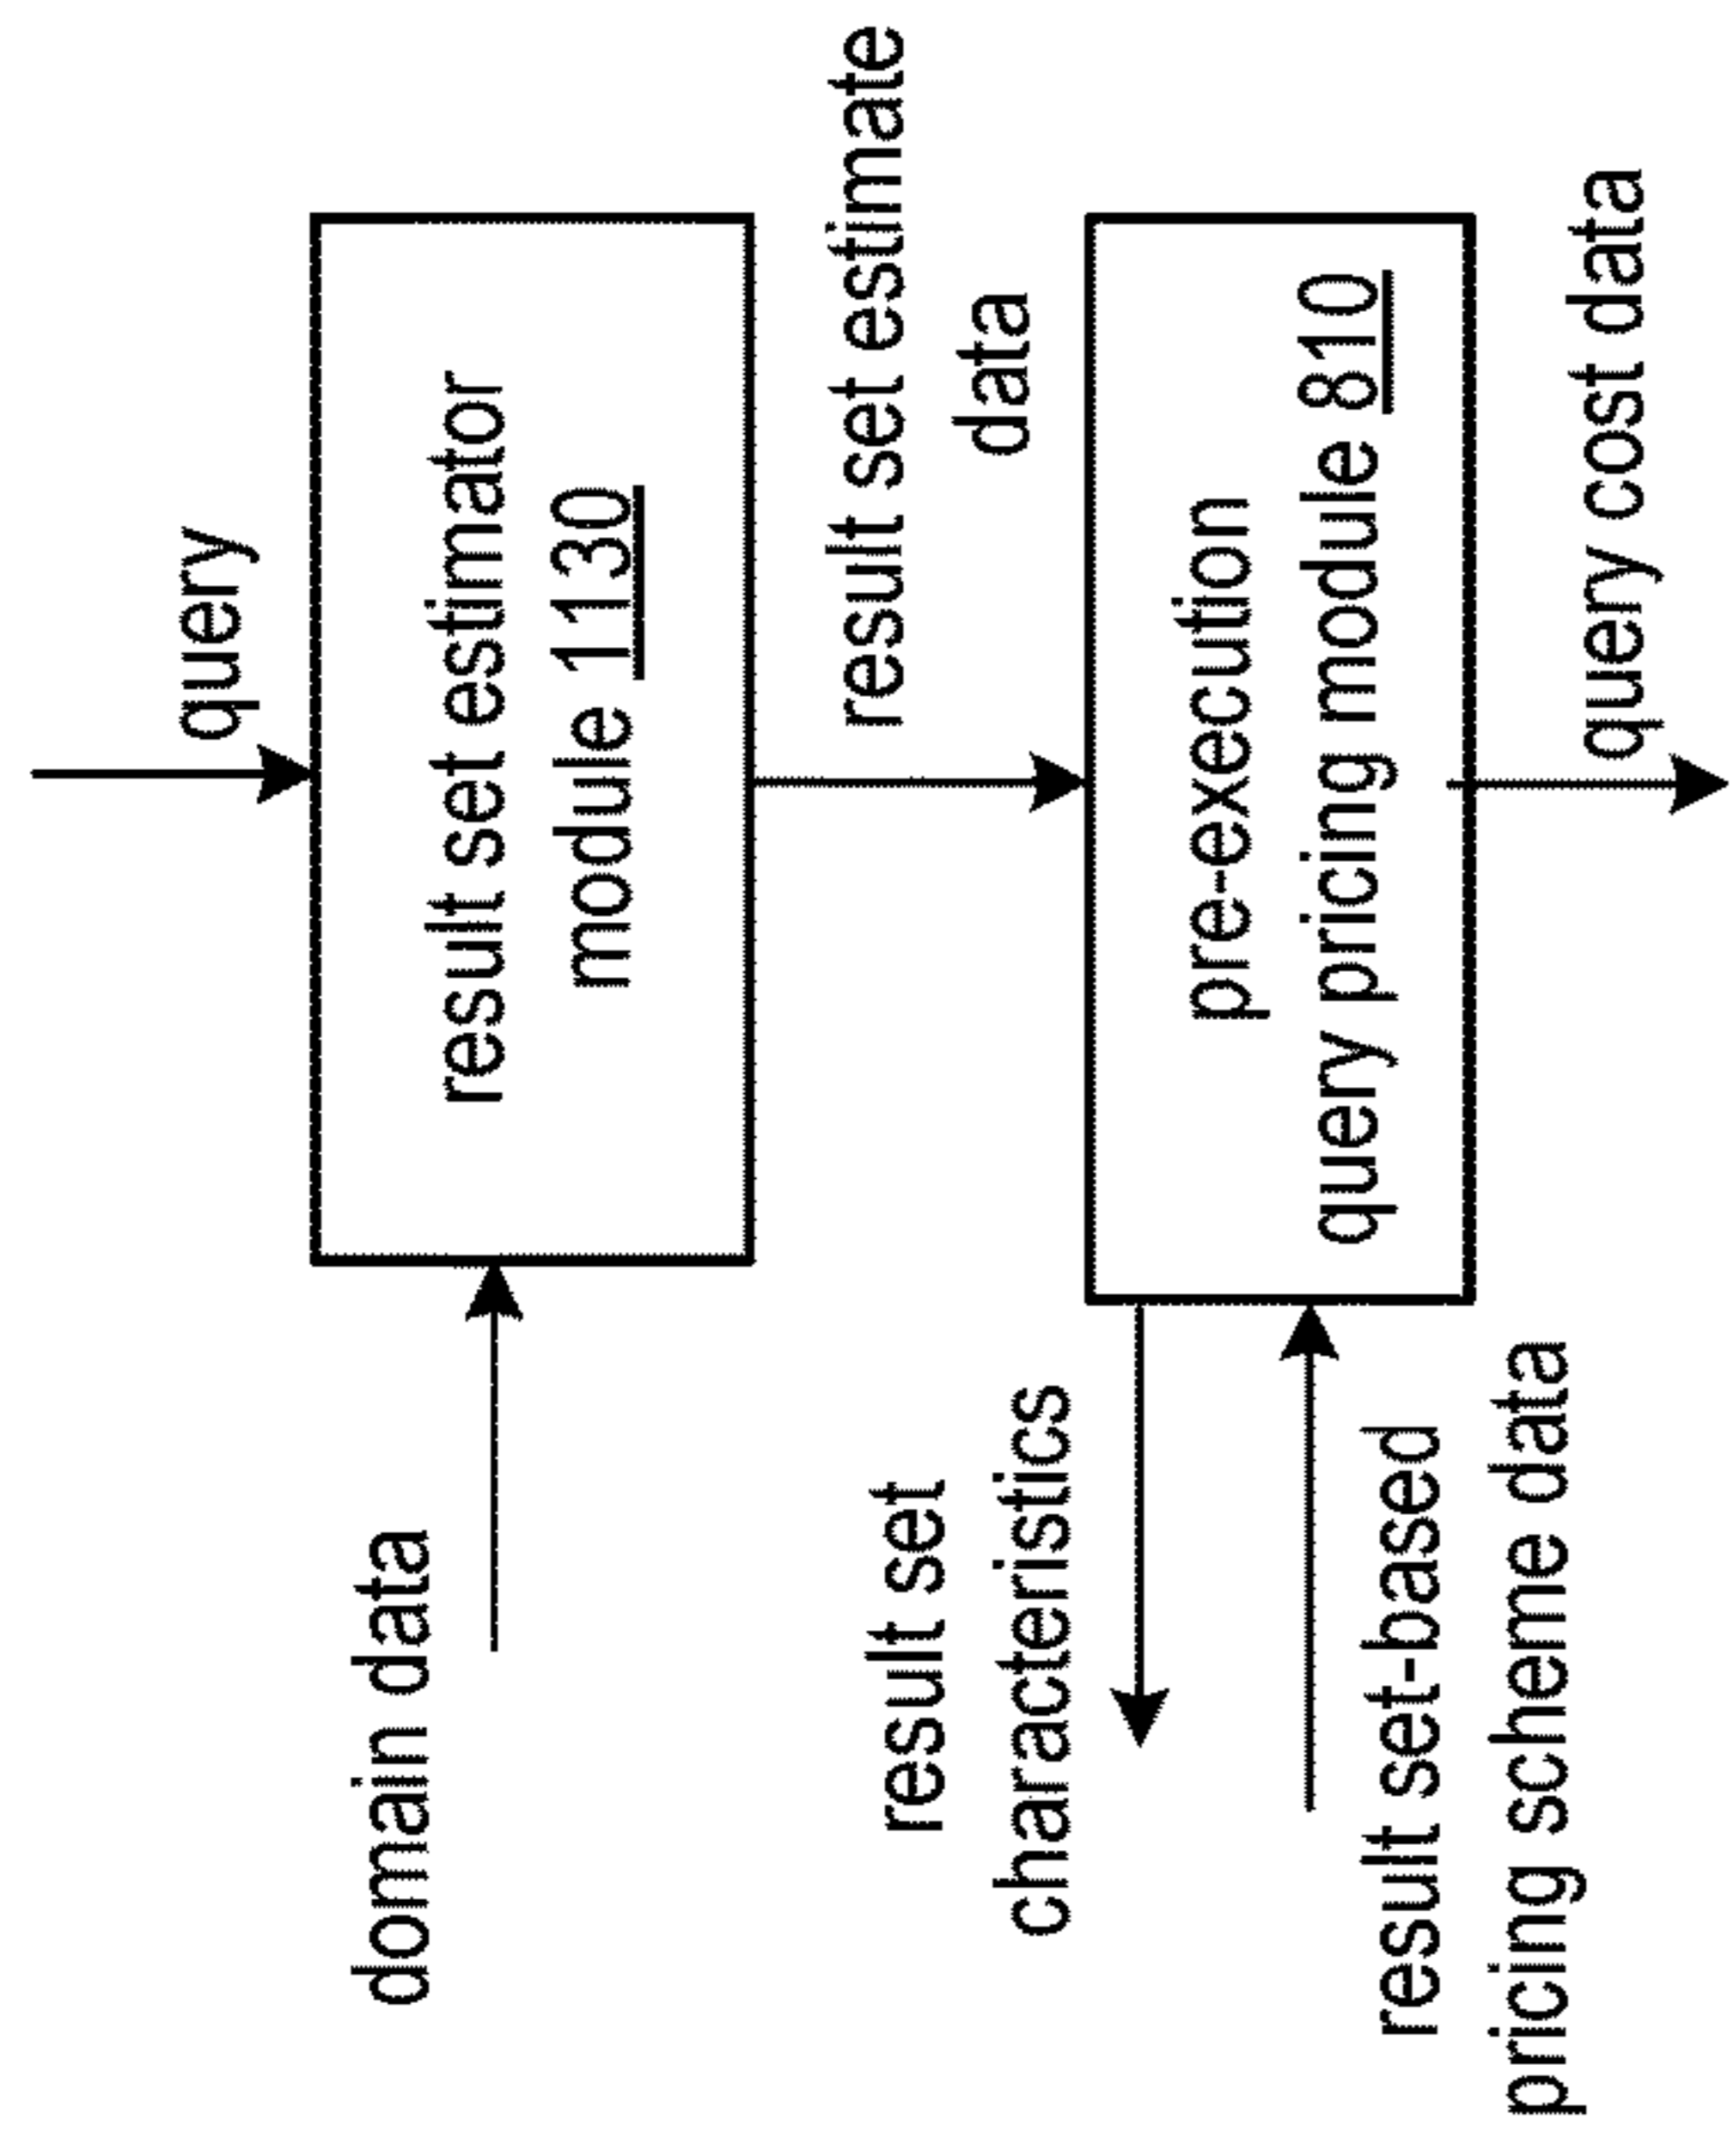 query
result set estimator
module 1130
domain data
result set estimate
data
pre-execution
query pricing module 810
result set
characteristics
result set-based
pricing scheme data
query cost data